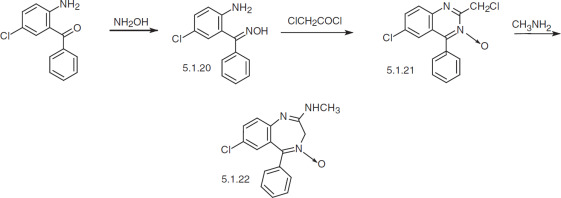 NH₂
Cl
O
NH₂OH
NH₂
Cl
NOH
5.1.20
ClCH₂COCl
N
CH₂Cl
Cl
N
O
5.1.21
CH₃NH₂
NHCH₃
N
Cl
N
O
5.1.22